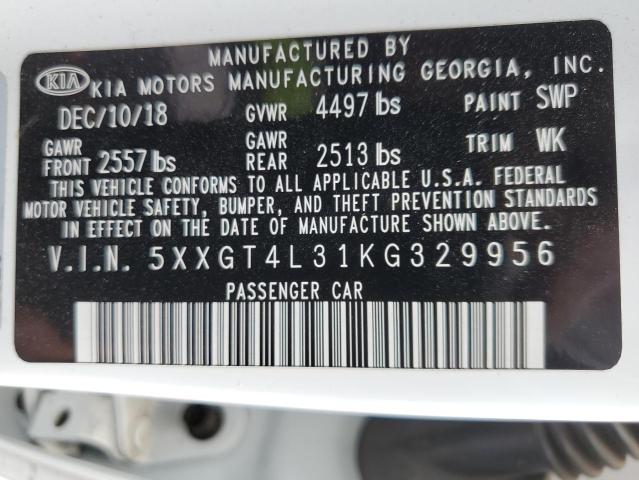 MANUFACTURED BY
KIA KIA MOTORS MANUFACTURING GEORGIA, INC.
DEC/10/18 GVWR 4497 lbs PAINT SWP
GAWR FRONT 2557 lbs GAWR REAR 2513 lbs TRIM WK
THIS VEHICLE CONFORMS TO ALL APPLICABLE U.S.A. FEDERAL
MOTOR VEHICLE SAFETY, BUMPER, AND THEFT PREVENTION STANDARDS
IN EFFECT ON THE DATE OF MANUFACTURE SHOWN ABOVE.
V.I.N. 5XXGT4L31KG329956
PASSENGER CAR